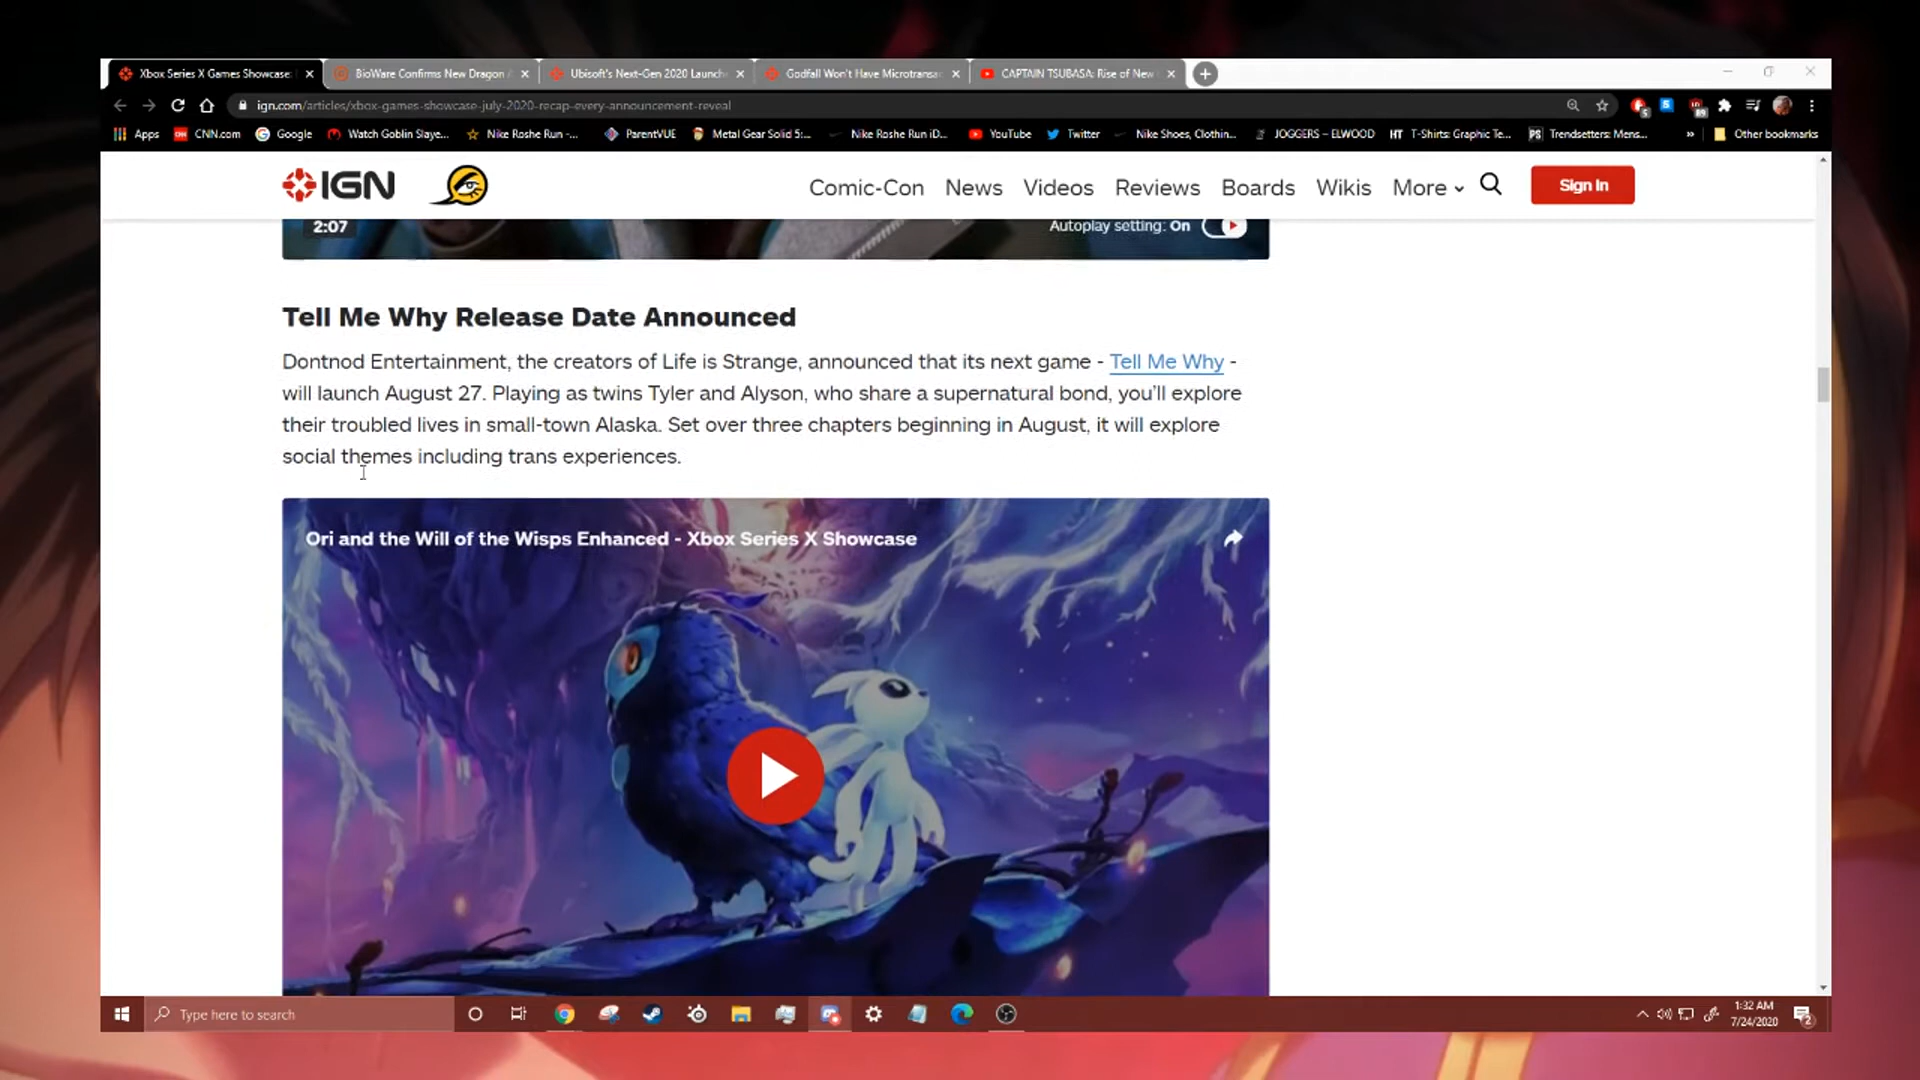 Xbox Series X Games Showcase:
BioWare Confirms New Dragon
Ubisoft's Next-Gen 2020 Launch
Godfall Won't Have Microtransa
CAPTAIN TSUBASA: Rise of New
ign.com/articles/xbox-games-showcase-july-2020-recap-every-announcement-reveal
Apps CNN.com Google Watch Goblin Slaye... Nike Roshe Run -... ParentVUE Metal Gear Solid 5:... Nike Roshe Run iD... YouTube Twitter Nike Shoes, Clothin... JOGGERS – ELWOOD T-Shirts: Graphic Te... Trendsetters: Mens... » Other bookmarks
IGN
Comic-Con News Videos Reviews Boards Wikis More Sign In
2:07 Autoplay setting: On
Tell Me Why Release Date Announced
Dontnod Entertainment, the creators of Life is Strange, announced that its next game - Tell Me Why -
will launch August 27. Playing as twins Tyler and Alyson, who share a supernatural bond, you'll explore
their troubled lives in small-town Alaska. Set over three chapters beginning in August, it will explore
social themes including trans experiences.
Ori and the Will of the Wisps Enhanced - Xbox Series X Showcase
Type here to search
1:32 AM
7/24/2020
2